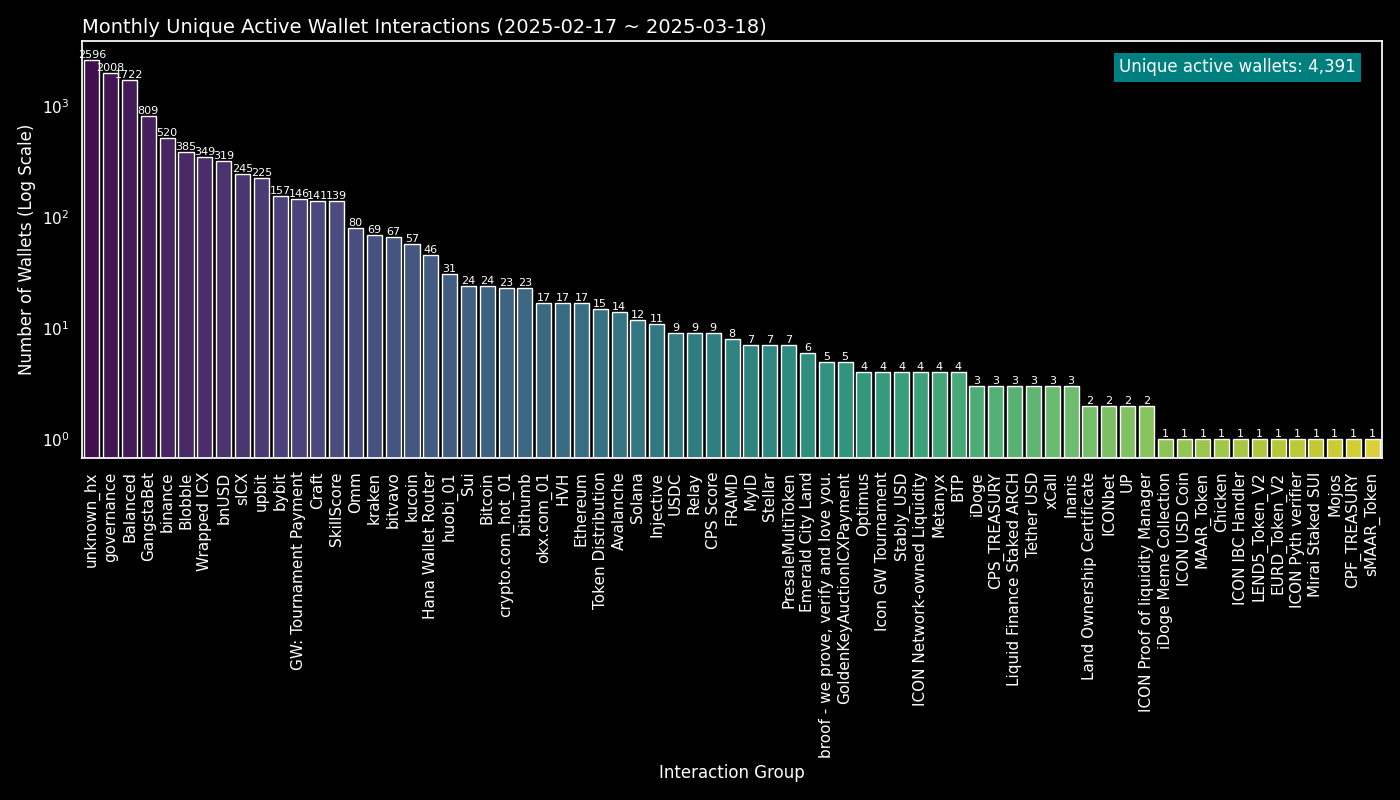 Monthly Unique Active Wallet Interactions (2025-02-17 ~ 2025-03-18)
Unique active wallets: 4,391
Number of Wallets (Log Scale)
10³
10²
10¹
10⁰
2596
2008
1722
809
520
385
349
319
245
225
157
146
141
139
80
69
67
57
46
31
24
24
23
23
17
17
17
15
14
12
11
9
9
9
8
7
7
7
6
5
5
4
4
4
4
4
4
3
3
3
3
3
3
2
2
2
2
1
1
1
1
1
1
1
1
1
1
1
1
unknown_hx
governance
Balanced
GangstaBet
binance
Blobble
Wrapped ICX
bnUSD
sICX
upbit
bybit
GW: Tournament Payment
Craft
SkillScore
Omm
kraken
bitvavo
kucoin
Hana Wallet Router
huobi_01
Sui
Bitcoin
crypto.com_hot_01
bithumb
okx.com_01
HVH
Ethereum
Token Distribution
Avalanche
Solana
Injective
USDC
Relay
CPS Score
FRAMD
MyID
Stellar
PresaleMultiToken
Emerald City Land
broof - we prove, verify and love you.
GoldenKeyAuctionICXPayment
Optimus
Icon GW Tournament
Stably_USD
ICON Network-owned Liquidity
Metanyx
BTP
iDoge
CPS_TREASURY
Liquid Finance Staked ARCH
Tether USD
xCall
Inanis
Land Ownership Certificate
ICONbet
UP
ICON Proof of liquidity Manager
iDoge Meme Collection
ICON USD Coin
MAAR_Token
Chicken
ICON IBC Handler
LEND5_Token_V2
EURD_Token_V2
ICON Pyth verifier
Mirai Staked SUI
Mojos
CPF_TREASURY
sMAAR_Token
Interaction Group